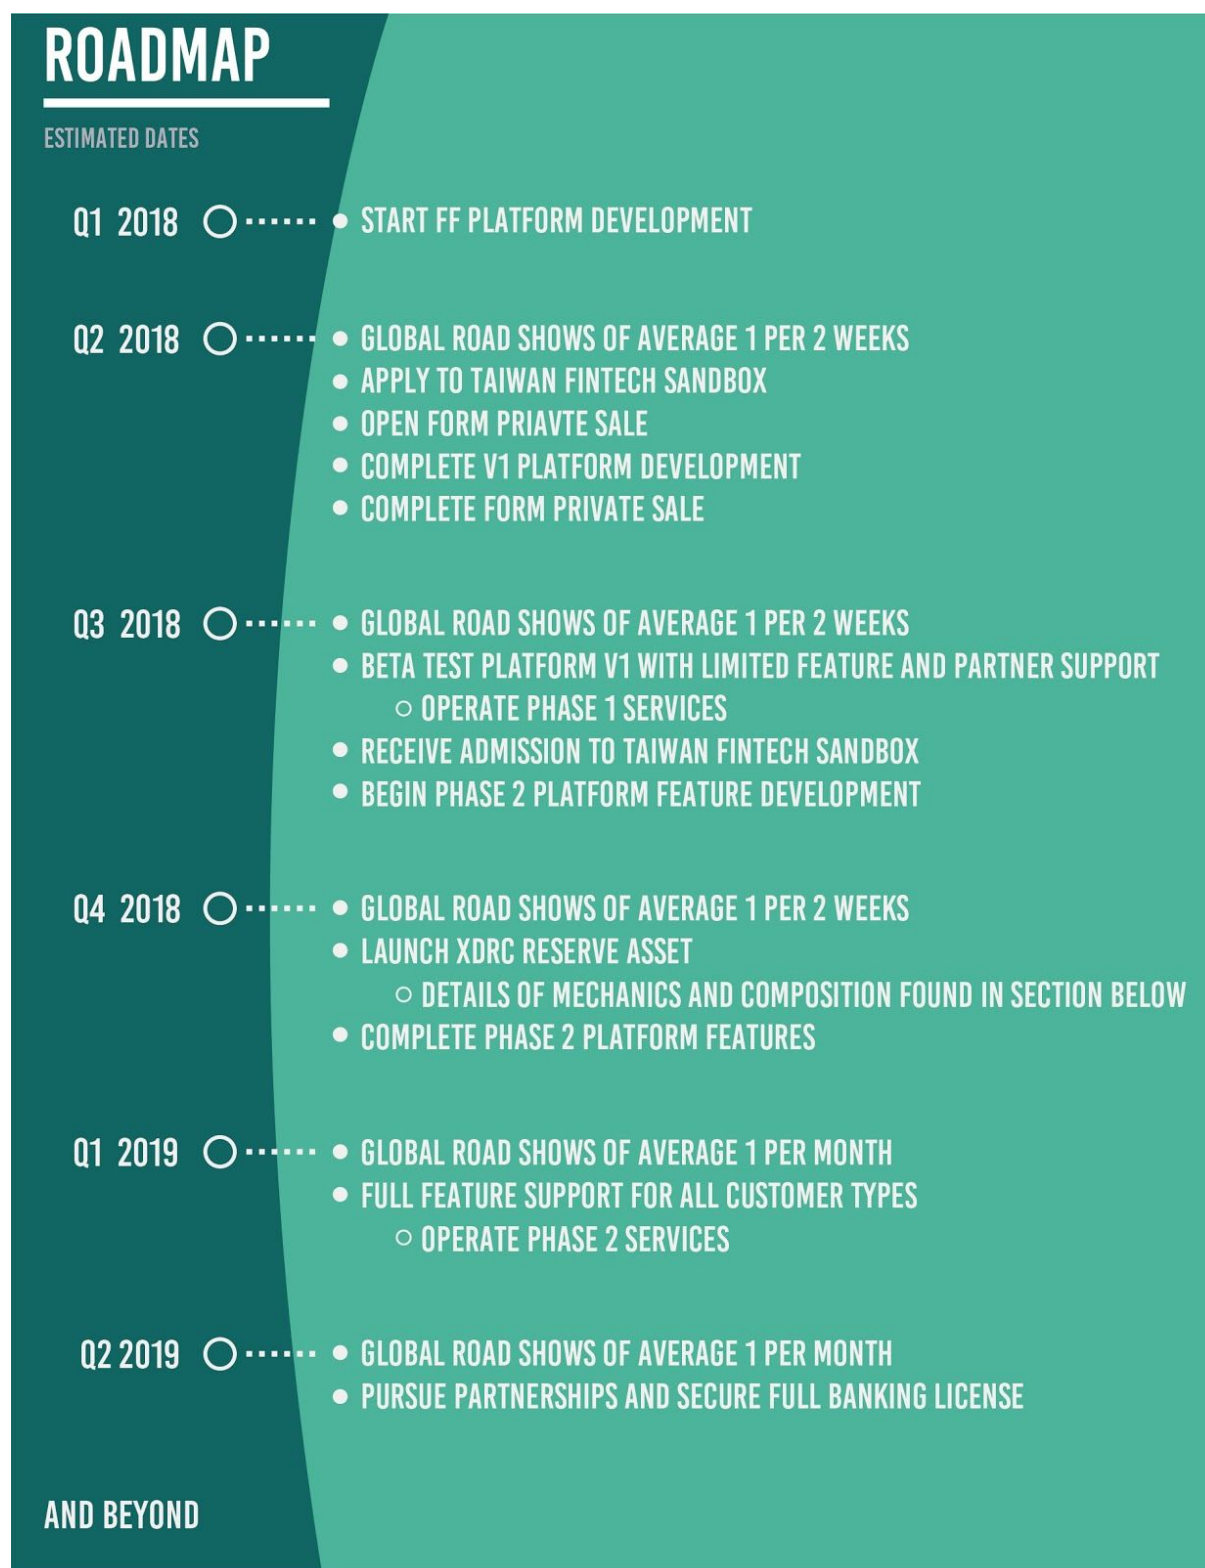 ROADMAP
ESTIMATED DATES
Q1 2018
START FF PLATFORM DEVELOPMENT
Q2 2018
GLOBAL ROAD SHOWS OF AVERAGE 1 PER 2 WEEKS
APPLY TO TAIWAN FINTECH SANDBOX
OPEN FORM PRIAVTE SALE
COMPLETE V1 PLATFORM DEVELOPMENT
COMPLETE FORM PRIVATE SALE
Q3 2018
GLOBAL ROAD SHOWS OF AVERAGE 1 PER 2 WEEKS
BETA TEST PLATFORM V1 WITH LIMITED FEATURE AND PARTNER SUPPORT
OPERATE PHASE 1 SERVICES
RECEIVE ADMISSION TO TAIWAN FINTECH SANDBOX
BEGIN PHASE 2 PLATFORM FEATURE DEVELOPMENT
Q4 2018
GLOBAL ROAD SHOWS OF AVERAGE 1 PER 2 WEEKS
LAUNCH XDRC RESERVE ASSET
DETAILS OF MECHANICS AND COMPOSITION FOUND IN SECTION BELOW
COMPLETE PHASE 2 PLATFORM FEATURES
Q1 2019
GLOBAL ROAD SHOWS OF AVERAGE 1 PER MONTH
FULL FEATURE SUPPORT FOR ALL CUSTOMER TYPES
OPERATE PHASE 2 SERVICES
Q2 2019
GLOBAL ROAD SHOWS OF AVERAGE 1 PER MONTH
PURSUE PARTNERSHIPS AND SECURE FULL BANKING LICENSE
AND BEYOND